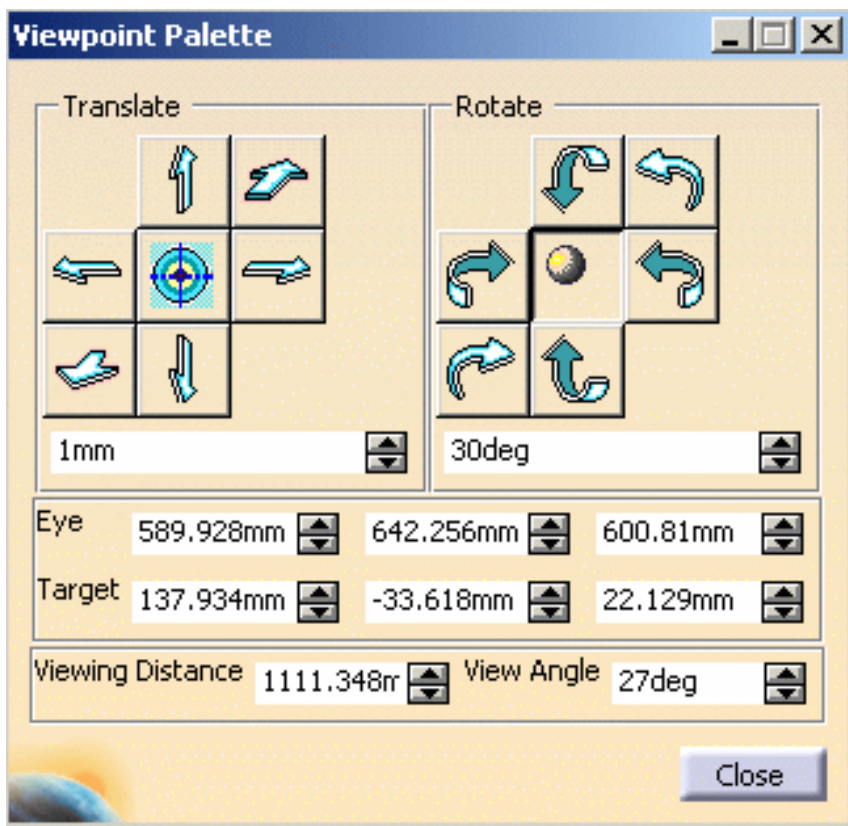 Viewpoint Palette
Translate Rotate
1mm 30deg
Eye 589.928mm 642.256mm 600.81mm
Target 137.934mm -33.618mm 22.129mm
Viewing Distance 1111.348m View Angle 27deg
Close